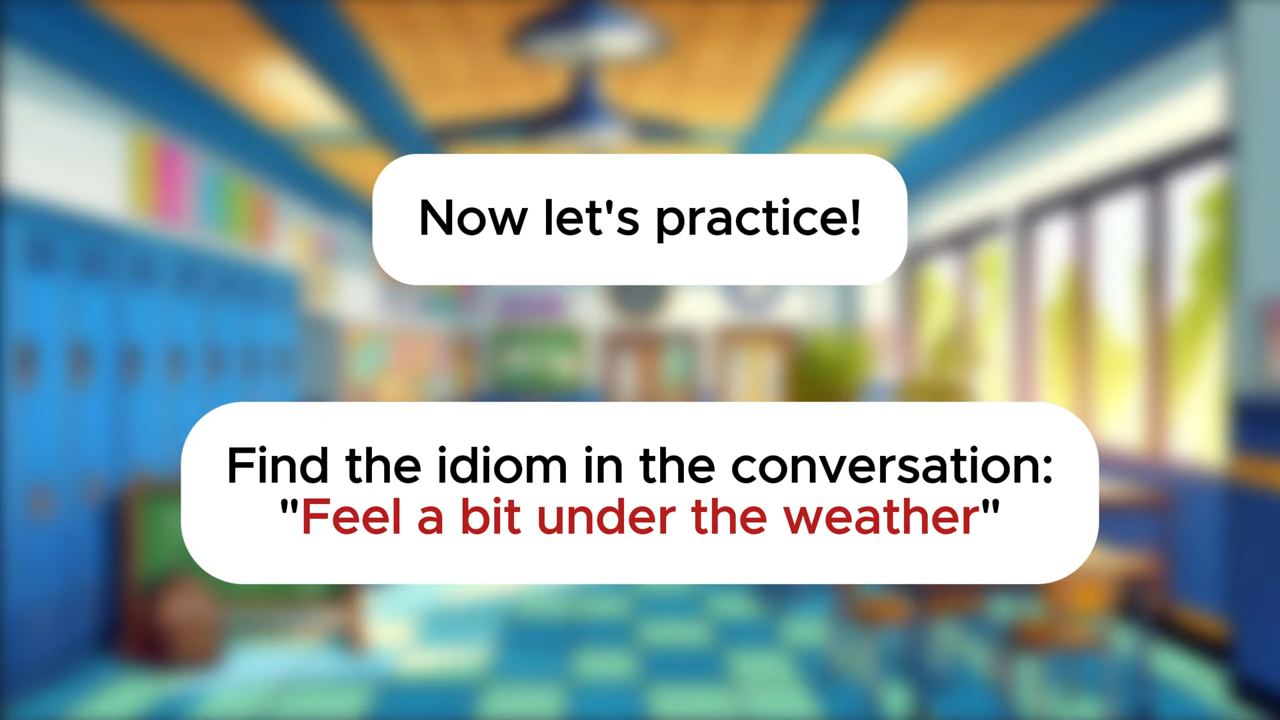 Now let's practice!
Find the idiom in the conversation:
"Feel a bit under the weather"